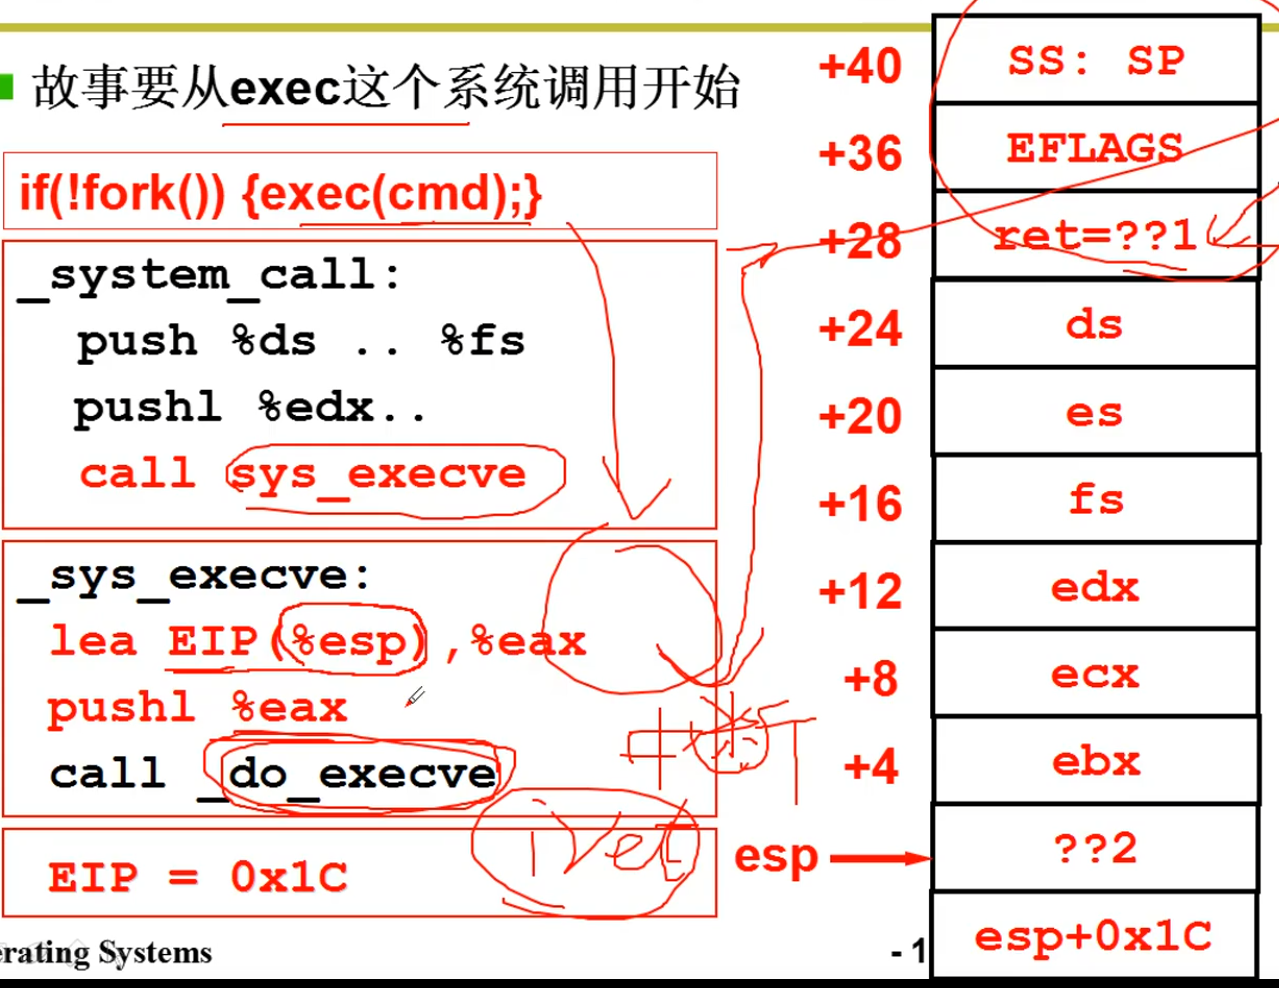 故事要从exec这个系统调用开始
if(!fork()) {exec(cmd);}
_system_call:
push %ds .. %fs
pushl %edx..
call sys_execve
_sys_execve:
lea EIP(%esp),%eax
pushl %eax
call _do_execve
EIP = 0x1C
中断
iret
+40 SS: SP
+36 EFLAGS
+28 ret=??1
+24 ds
+20 es
+16 fs
+12 edx
+8 ecx
+4 ebx
esp ??2
esp+0x1C
erating Systems
- 1